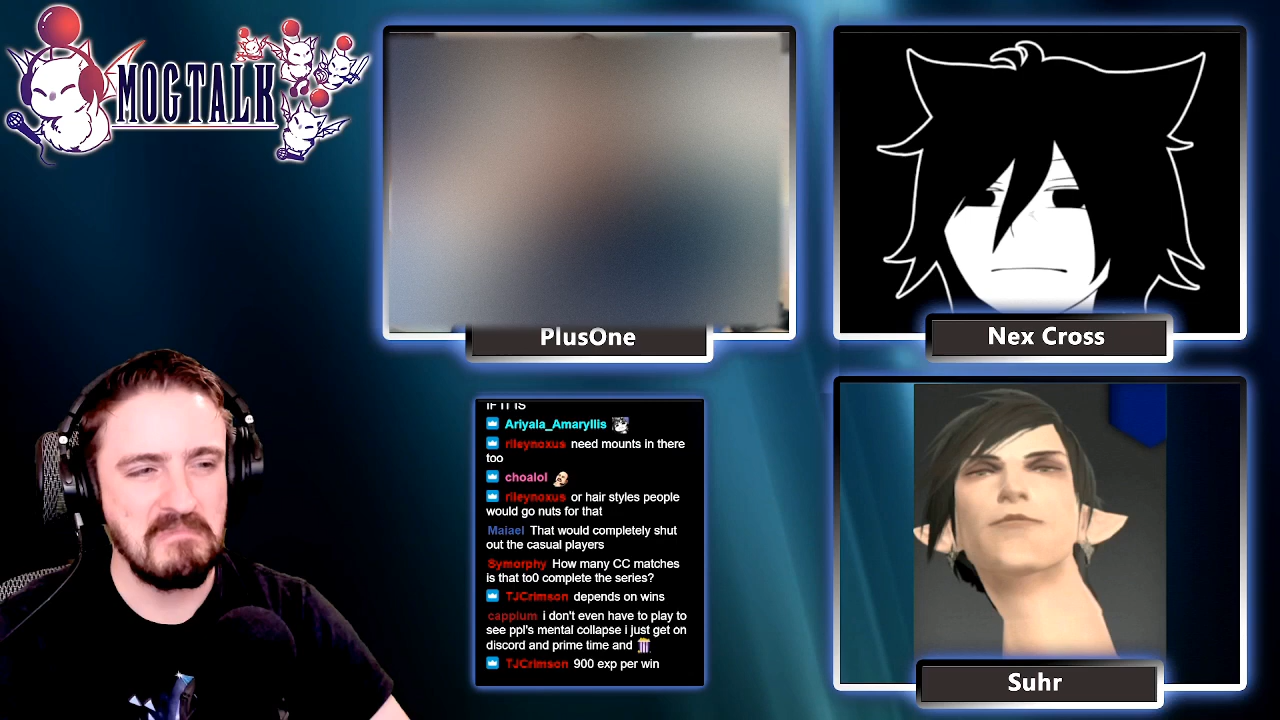 MOGTALK
PlusOne
Nex Cross
IF IT IS
Ariyala_Amaryllis
rileynoxus need mounts in there
too
choalol
rileynoxus or hair styles people
would go nuts for that
Maiael That would completely shut
out the casual players
Symorphy How many CC matches
is that to0 complete the series?
TJCrimson depends on wins
capplum i don't even have to play to
see ppl's mental collapse i just get on
discord and prime time and
TJCrimson 900 exp per win
Suhr